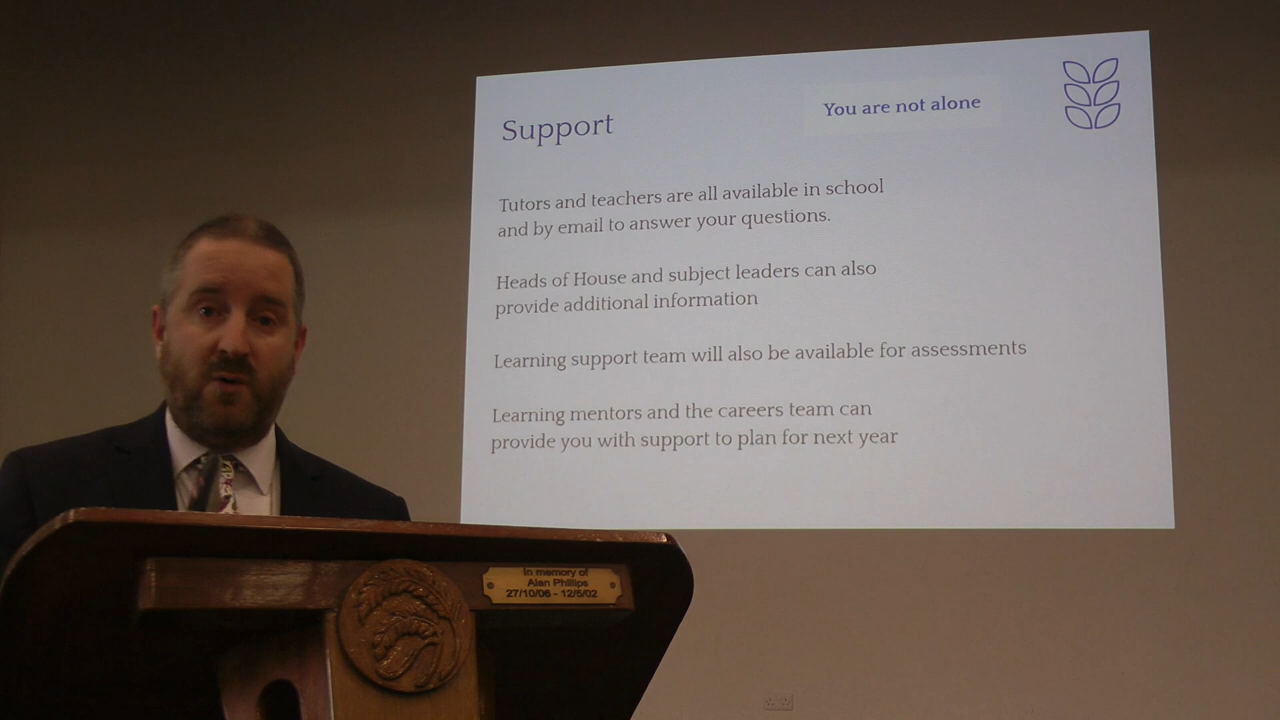 Support
You are not alone
Tutors and teachers are all available in school
and by email to answer your questions.
Heads of House and subject leaders can also
provide additional information
Learning support team will also be available for assessments
Learning mentors and the careers team can
provide you with support to plan for next year
In memory of
Alan Phillips
27/10/06 - 12/5/02